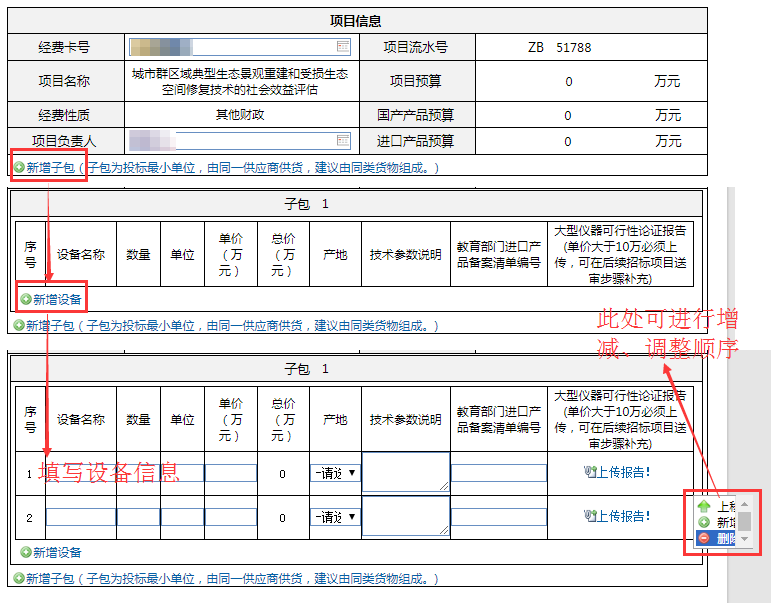 项目信息
经费卡号 项目流水号 ZB 51788
项目名称 城市群区域典型生态景观重建和受损生态 项目预算 0 万元
空间修复技术的社会效益评估
经费性质 其他财政 国产产品预算 0 万元
项目负责人 进口产品预算 0 万元
新增子包 ( 子包为投标最小单位，由同一供应商供货，建议由同类货物组成。)
子包 1
序号 设备名称 数量 单位 单价（万元） 总价（万元） 产地 技术参数说明 教育部门进口产品备案清单编号 大型仪器可行性论证报告(单价大于10万必须上传，可在后续招标项目送审步骤补充)
新增设备
新增子包 ( 子包为投标最小单位，由同一供应商供货，建议由同类货物组成。)
此处可进行增
减、调整顺序
子包 1
序号 设备名称 数量 单位 单价（万元） 总价（万元） 产地 技术参数说明 教育部门进口产品备案清单编号 大型仪器可行性论证报告(单价大于10万必须上传，可在后续招标项目送审步骤补充)
1 填写设备信息 0 -请 上传报告!
2 0 -请 上传报告!
上
新
删
新增设备
新增子包 ( 子包为投标最小单位，由同一供应商供货，建议由同类货物组成。)